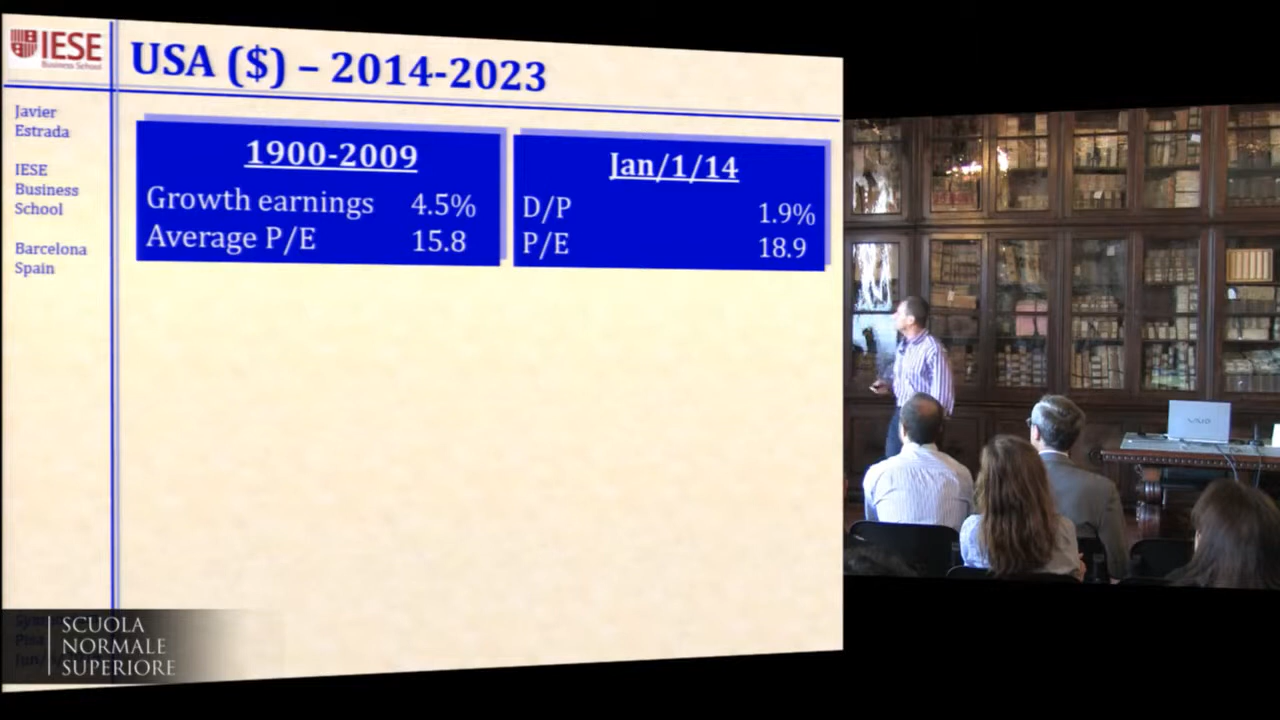 IESE
Business School
USA ($) – 2014-2023
Javier
Estrada
IESE
Business
School
Barcelona
Spain
1900-2009
Growth earnings 4.5%
Average P/E 15.8
Jan/1/14
D/P 1.9%
P/E 18.9
SCUOLA
NORMALE
SUPERIORE
VAIO